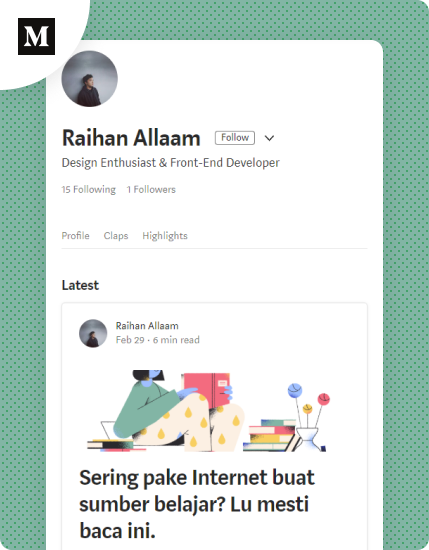 M
Raihan Allaam
Follow
Design Enthusiast & Front-End Developer
15 Following 1 Followers
Profile Claps Highlights
Latest
Raihan Allaam
Feb 29 · 6 min read
Sering pake Internet buat
sumber belajar? Lu mesti
baca ini.